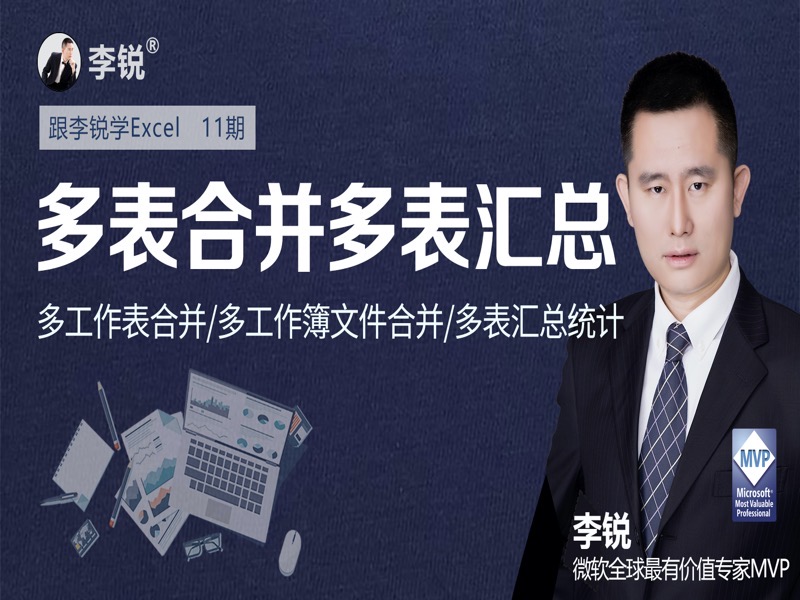 李锐®
跟李锐学Excel 11期
多表合并多表汇总
多工作表合并/多工作簿文件合并/多表汇总统计
MVP
Microsoft®
Most Valuable
Professional
李锐
微软全球最有价值专家MVP